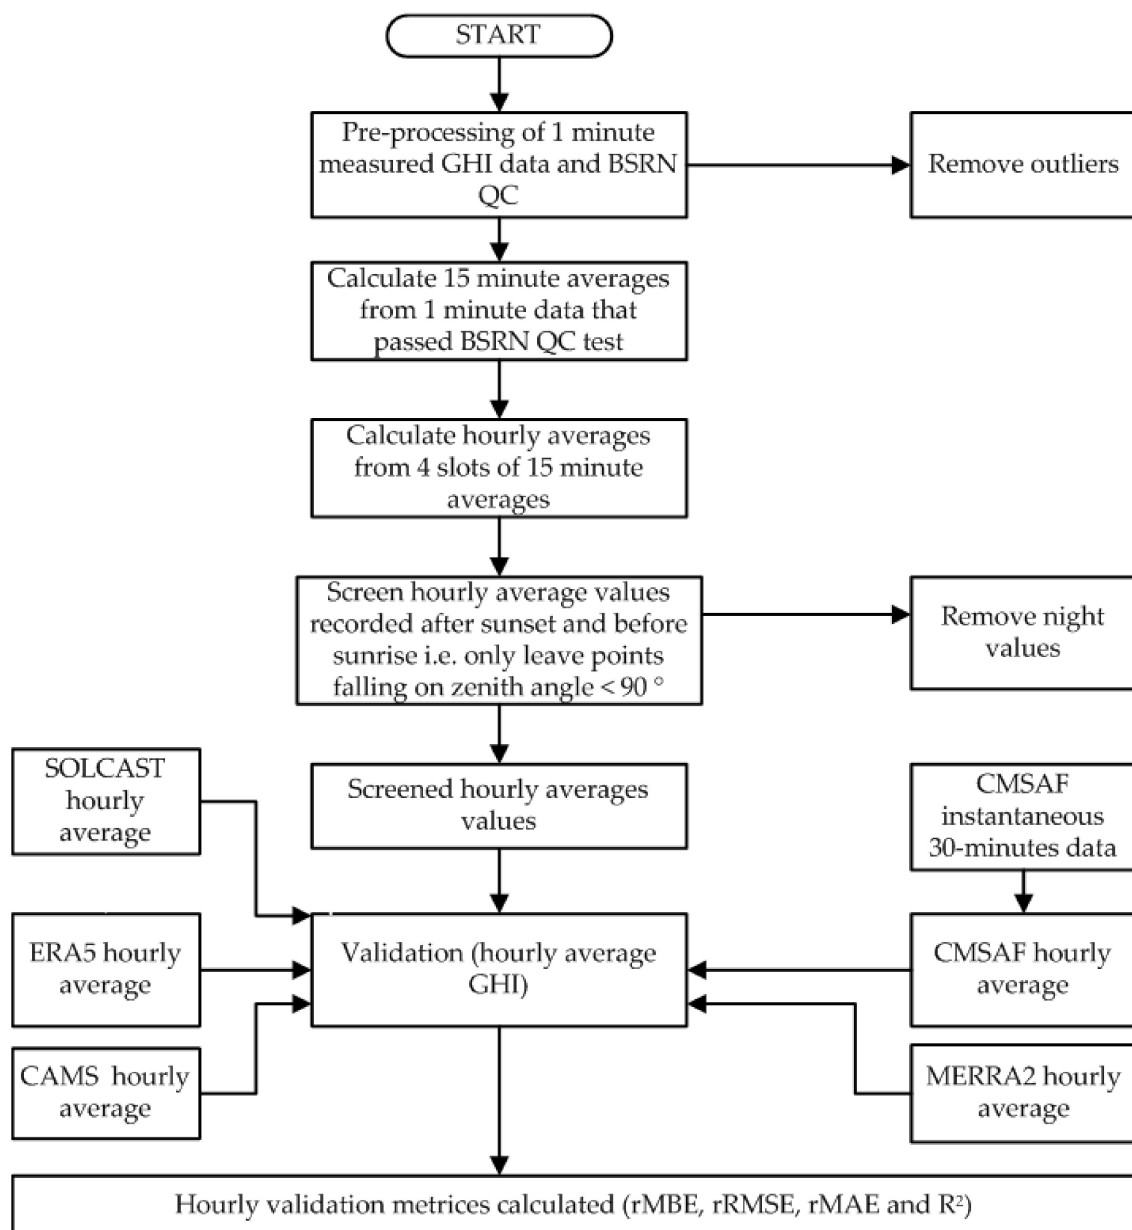 START
Pre-processing of 1 minute
measured GHI data and BSRN
QC
Remove outliers
Calculate 15 minute averages
from 1 minute data that
passed BSRN QC test
Calculate hourly averages
from 4 slots of 15 minute
averages
Screen hourly average values
recorded after sunset and before
sunrise i.e. only leave points
falling on zenith angle < 90 °
Remove night
values
SOLCAST
hourly
average
Screened hourly averages
values
CMSAF
instantaneous
30-minutes data
ERA5 hourly
average
Validation (hourly average
GHI)
CMSAF hourly
average
CAMS hourly
average
MERRA2 hourly
average
Hourly validation metrices calculated (rMBE, rRMSE, rMAE and R²)